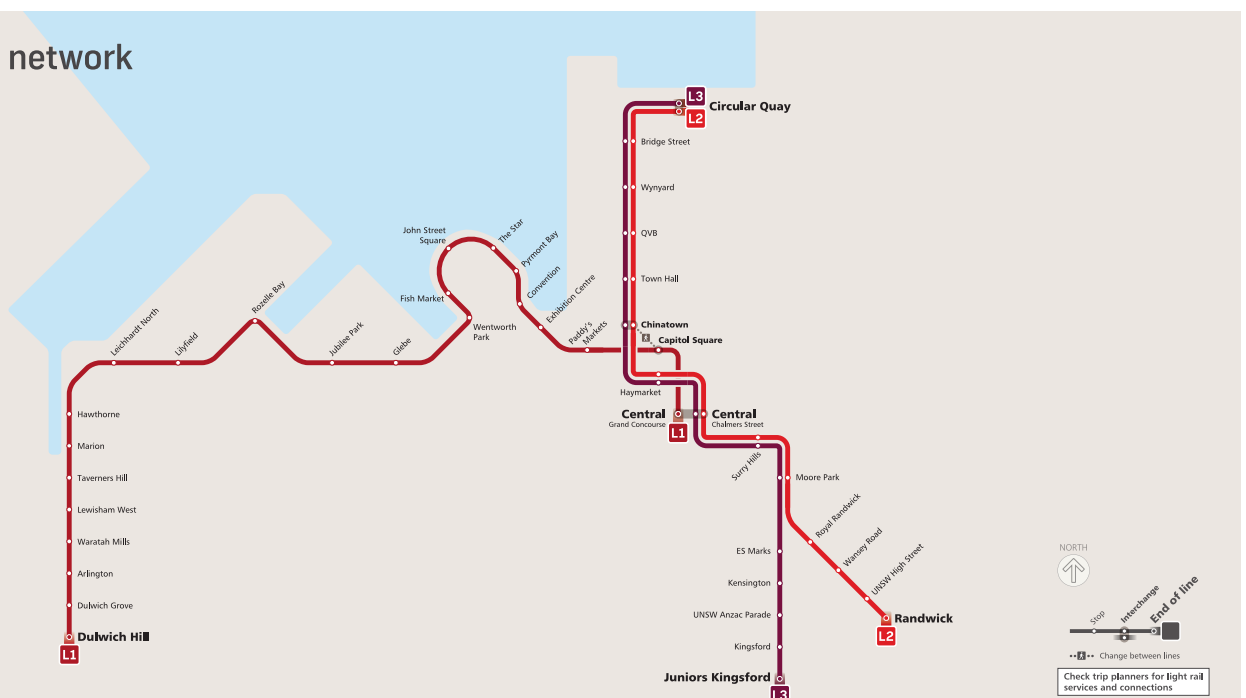 network
L3
Circular Quay
L2
Bridge Street
Wynyard
QVB
Town Hall
Chinatown
Capitol Square
Haymarket
Central
Grand Concourse
L1
Central
Chalmers Street
Surry Hills
Moore Park
Royal Randwick
Wansey Road
UNSW High Street
Randwick
L2
ES Marks
Kensington
UNSW Anzac Parade
Kingsford
Juniors Kingsford
L3
Paddy's
Markets
Exhibition Centre
Convention
Pyrmont Bay
The Star
John Street
Square
Fish Market
Wentworth
Park
Glebe
Jubilee Park
Rozelle Bay
Lilyfield
Leichhardt North
Hawthorne
Marion
Taverners Hill
Lewisham West
Waratah Mills
Arlington
Dulwich Grove
Dulwich Hill
L1
NORTH
Stop
Interchange
End of line
Change between lines
Check trip planners for light rail
services and connections